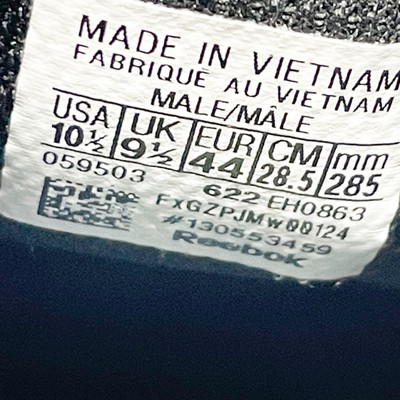 MADE IN VIETNAM
FABRIQUE AU VIETNAM
MALE/MÂLE
USA UK EUR CM mm
10½ 9½ 44 28.5 285
059503 622 EH0863
FxGZPJMw00124
#130553459
Reebok